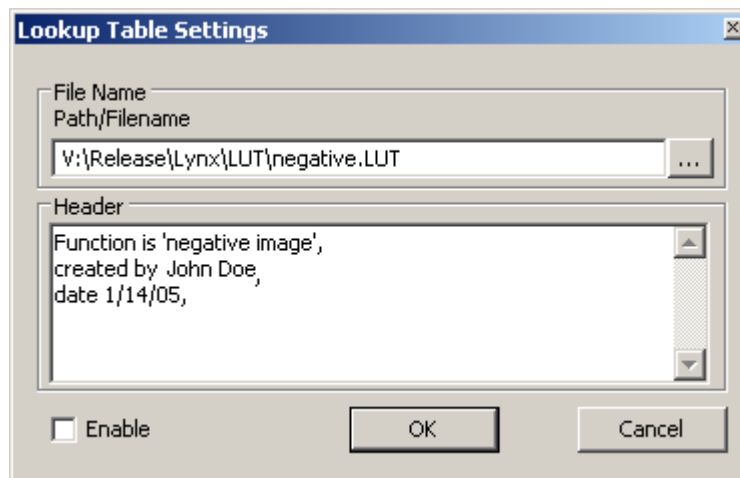 Lookup Table Settings
File Name
Path/Filename
V:\Release\Lynx\LUT\negative.LUT
...
Header
Function is 'negative image',
created by John Doe,
date 1/14/05,
Enable
OK
Cancel